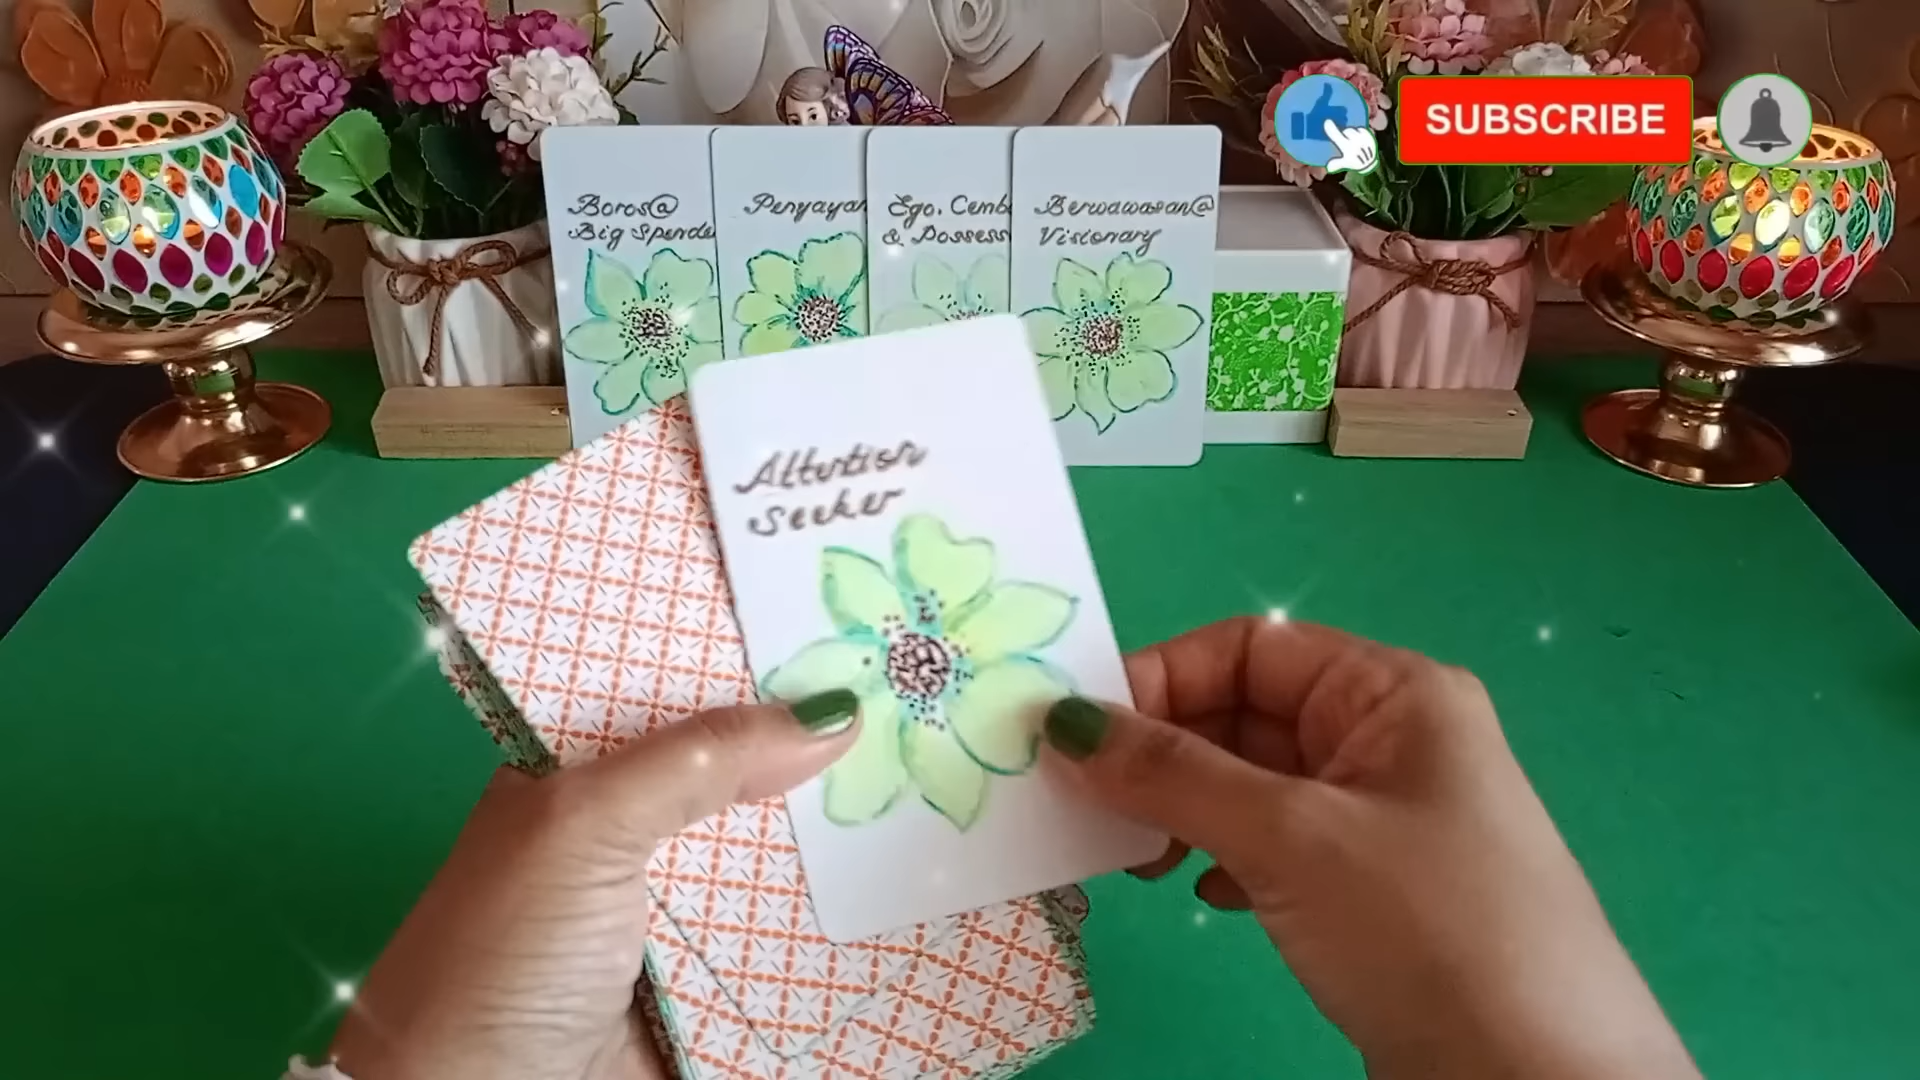 SUBSCRIBE
Boros@
Big Spende
Penyayan
Ego, Cemb
& Possess
Berwawasan@
Visionary
Attention
Seeker